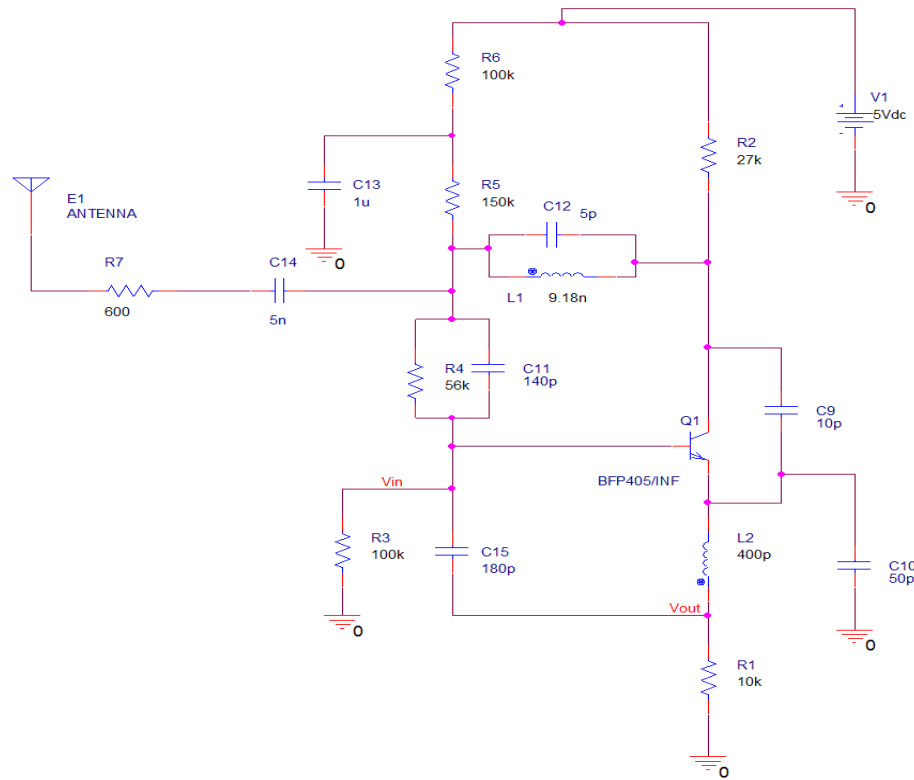 R6
100k
V1
5Vdc
R2
27k
0
C13
1u
R5
150k
C12
5p
E1
ANTENNA
0
R7
600
C14
5n
L1
9.18n
R4
56k
C11
140p
C9
10p
Q1
BFP405/INF
Vin
R3
100k
C15
180p
L2
400p
C10
50p
Vout
0
0
R1
10k
0